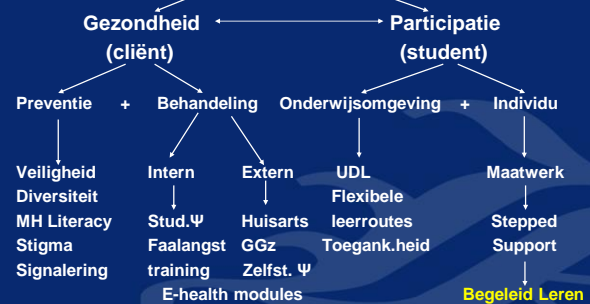 Gezondheid Participatie
(cliënt) (student)
Preventie + Behandeling Onderwijsomgeving + Individu
Veiligheid Intern Extern UDL Maatwerk
Diversiteit Flexibele
MH Literacy Stud.Ψ Huisarts leerroutes Stepped
Stigma Faalangst GGz Toegank.heid Support
Signalering training Zelfst. Ψ
E-health modules Begeleid Leren